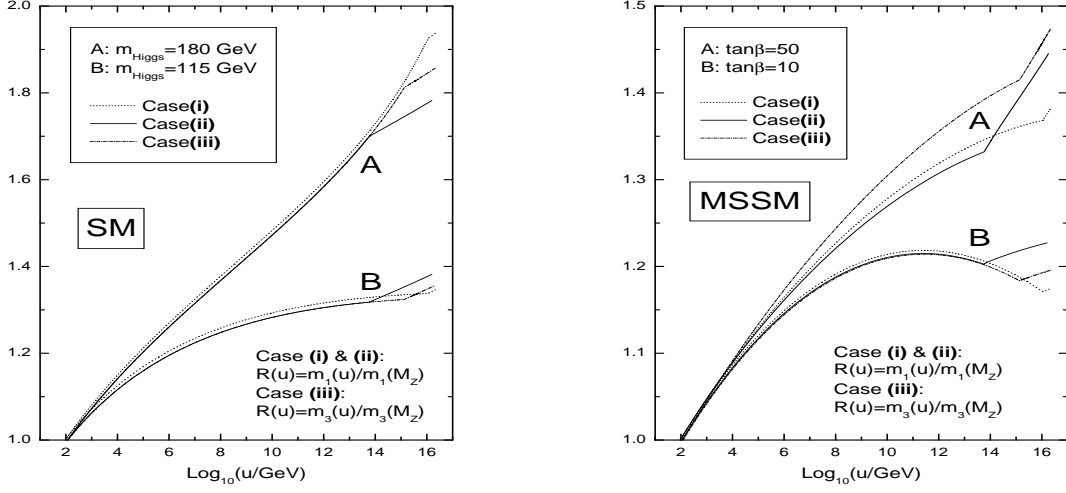 2.0
1.8
1.6
1.4
1.2
1.0
A: m_Higgs=180 GeV
B: m_Higgs=115 GeV
Case(i)
Case(ii)
Case(iii)
A
SM
B
Case (i) & (ii):
R(u)=m_1(u)/m_1(M_Z)
Case (iii):
R(u)=m_3(u)/m_3(M_Z)
2 4 6 8 10 12 14 16
Log_10(u/GeV)
1.5
1.4
1.3
1.2
1.1
1.0
A: tanβ=50
B: tanβ=10
Case(i)
Case(ii)
Case(iii)
A
MSSM
B
Case (i) & (ii):
R(u)=m_1(u)/m_1(M_Z)
Case (iii):
R(u)=m_3(u)/m_3(M_Z)
2 4 6 8 10 12 14 16
Log_10(u/GeV)